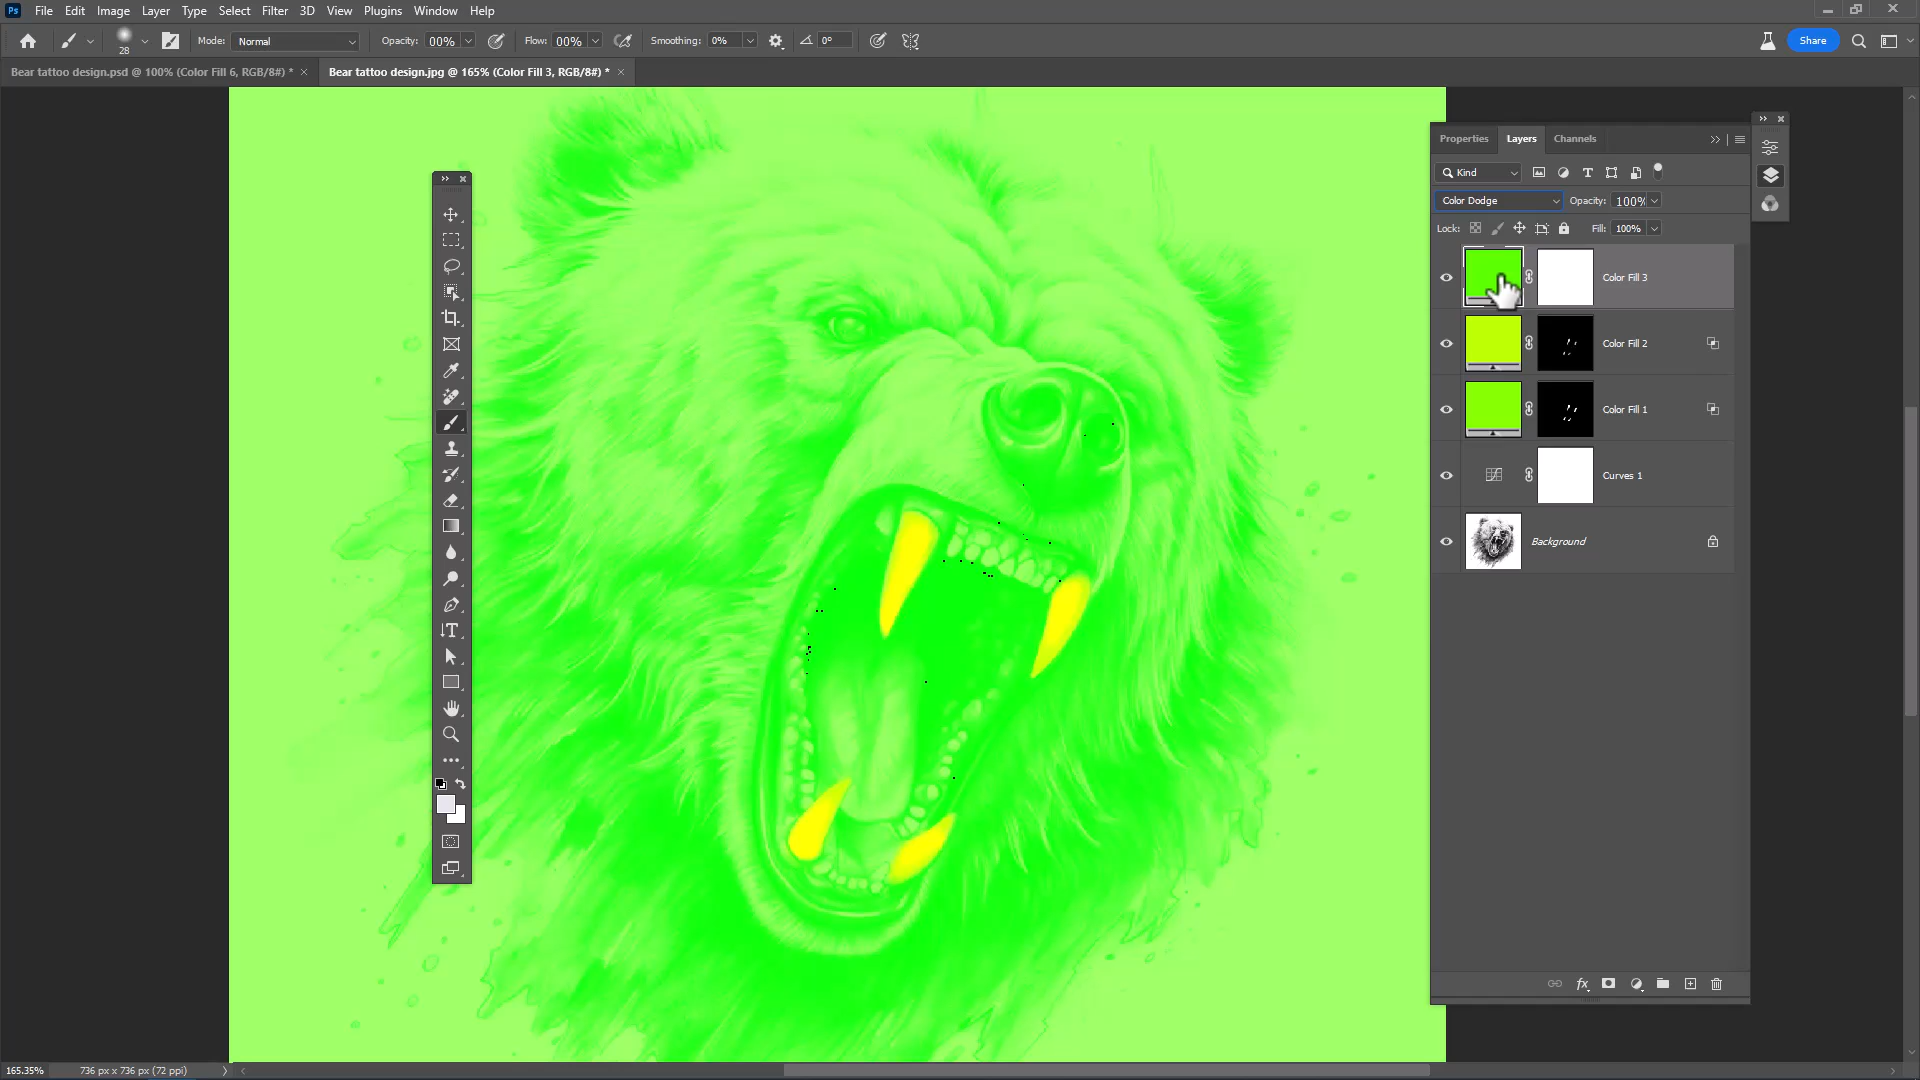 Ps File Edit Image Layer Type Select Filter 3D View Plugins Window Help
28 Mode: Normal Opacity: 00% Flow: 00% Smoothing: 0% 0° Share
Bear tattoo design.psd @ 100% (Color Fill 6, RGB/8#) * × Bear tattoo design.jpg @ 165% (Color Fill 3, RGB/8#) * ×
Properties Layers Channels
Kind
Color Dodge Opacity: 100%
Lock: Fill: 100%
Color Fill 3
Color Fill 2
Color Fill 1
Curves 1
Background
fx
165.35% 736 px x 736 px (72 ppi)